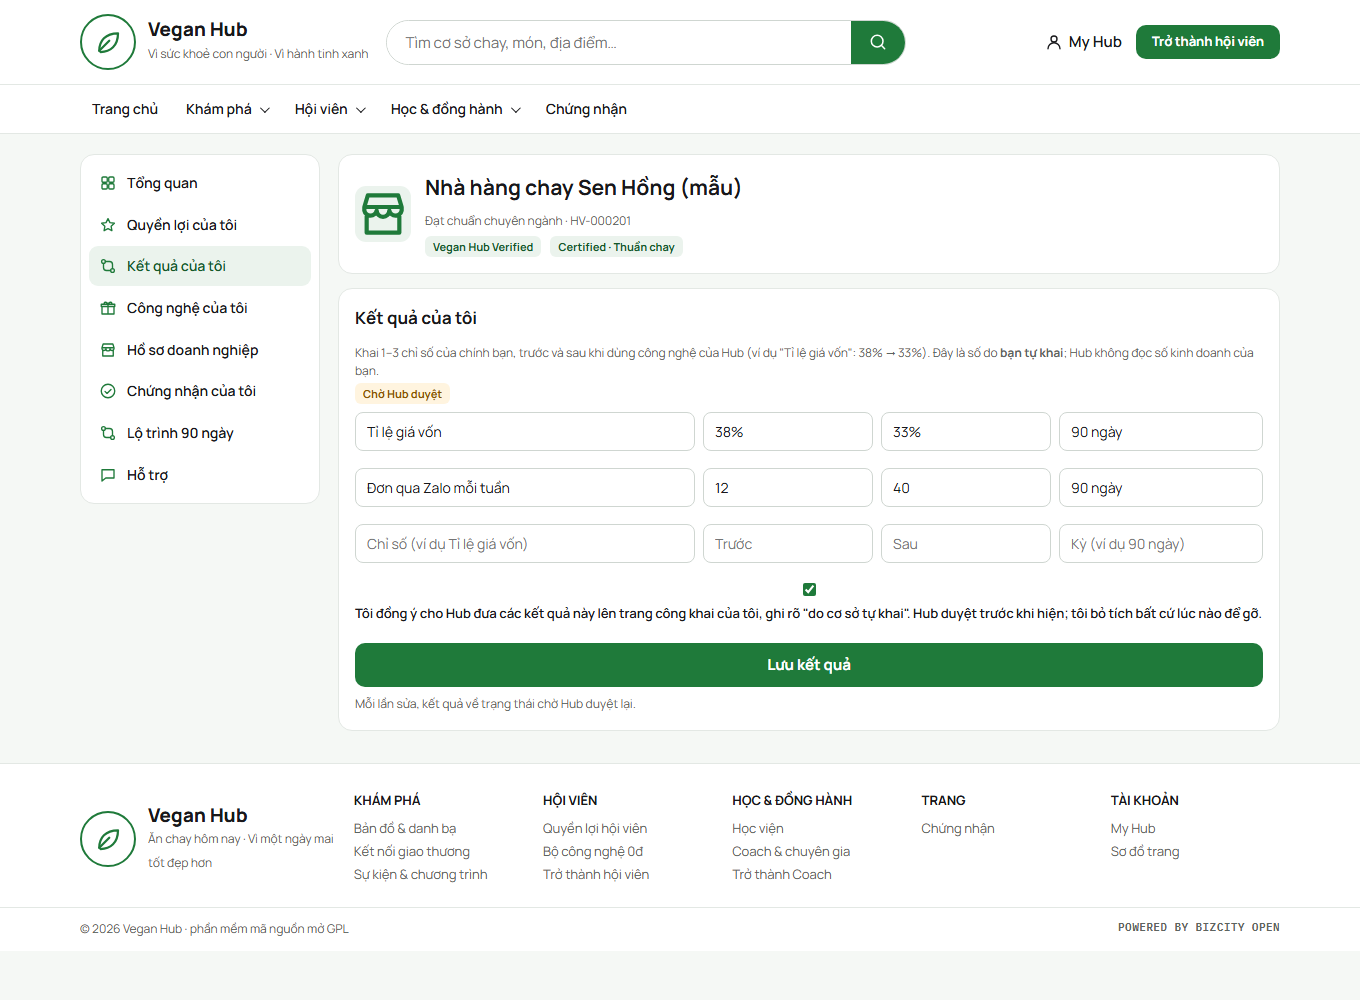 Vegan Hub
Vì sức khoẻ con người · Vì hành tinh xanh
Tìm cơ sở chay, món, địa điểm...
My Hub
Trở thành hội viên
Trang chủ
Khám phá
Hội viên
Học & đồng hành
Chứng nhận
Tổng quan
Quyền lợi của tôi
Kết quả của tôi
Công nghệ của tôi
Hồ sơ doanh nghiệp
Chứng nhận của tôi
Lộ trình 90 ngày
Hỗ trợ
Nhà hàng chay Sen Hồng (mẫu)
Đạt chuẩn chuyên ngành · HV-000201
Vegan Hub Verified
Certified · Thuần chay
Kết quả của tôi
Khai 1–3 chỉ số của chính bạn, trước và sau khi dùng công nghệ của Hub (ví dụ "Tỉ lệ giá vốn": 38% → 33%). Đây là số do bạn tự khai; Hub không đọc số kinh doanh của
bạn.
Chờ Hub duyệt
Tỉ lệ giá vốn
38%
33%
90 ngày
Đơn qua Zalo mỗi tuần
12
40
90 ngày
Chỉ số (ví dụ Tỉ lệ giá vốn)
Trước
Sau
Kỳ (ví dụ 90 ngày)
Tôi đồng ý cho Hub đưa các kết quả này lên trang công khai của tôi, ghi rõ "do cơ sở tự khai". Hub duyệt trước khi hiện; tôi bỏ tích bất cứ lúc nào để gỡ.
Lưu kết quả
Mỗi lần sửa, kết quả về trạng thái chờ Hub duyệt lại.
Vegan Hub
Ăn chay hôm nay · Vì một ngày mai
tốt đẹp hơn
KHÁM PHÁ
Bản đồ & danh bạ
Kết nối giao thương
Sự kiện & chương trình
HỘI VIÊN
Quyền lợi hội viên
Bộ công nghệ 0đ
Trở thành hội viên
HỌC & ĐỒNG HÀNH
Học viện
Coach & chuyên gia
Trở thành Coach
TRANG
Chứng nhận
TÀI KHOẢN
My Hub
Sơ đồ trang
© 2026 Vegan Hub · phần mềm mã nguồn mở GPL
POWERED BY BIZCITY OPEN